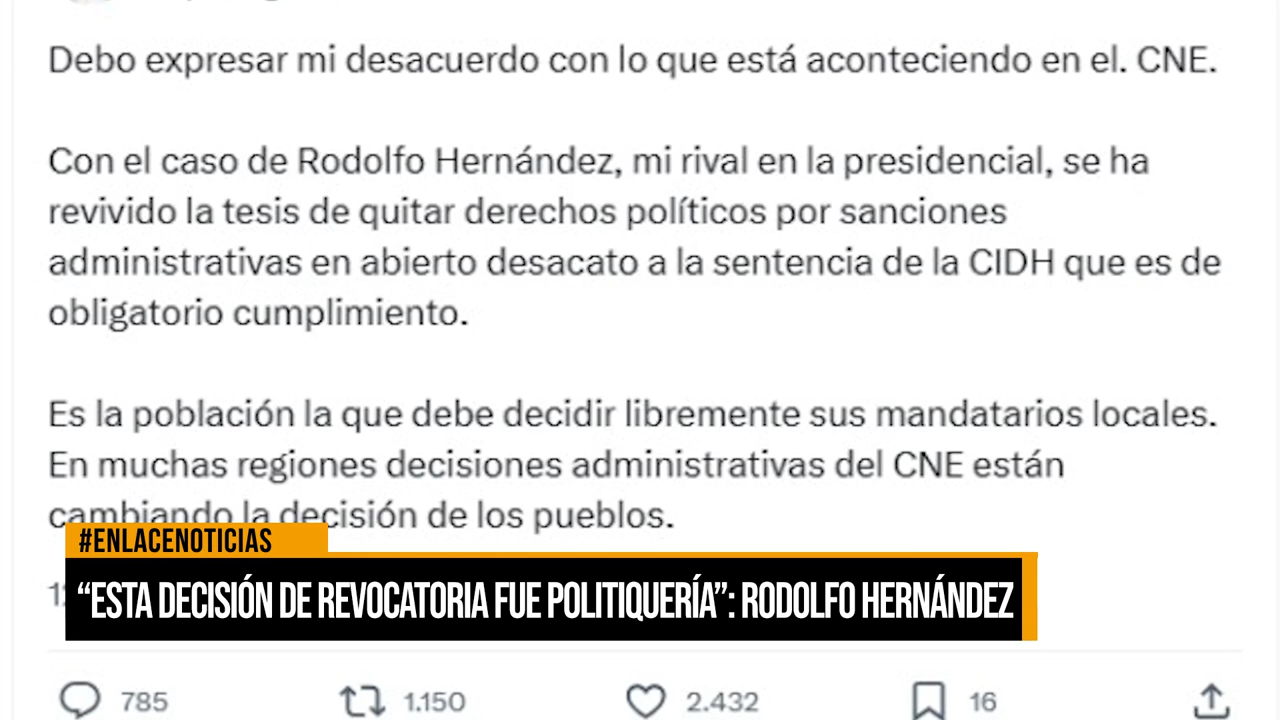 Debo expresar mi desacuerdo con lo que está aconteciendo en el. CNE.
Con el caso de Rodolfo Hernández, mi rival en la presidencial, se ha
revivido la tesis de quitar derechos políticos por sanciones
administrativas en abierto desacato a la sentencia de la CIDH que es de
obligatorio cumplimiento.
Es la población la que debe decidir libremente sus mandatarios locales.
En muchas regiones decisiones administrativas del CNE están
cambiando la decisión de los pueblos.
#ENLACENOTICIAS
“ESTA DECISIÓN DE REVOCATORIA FUE POLITIQUERÍA”: RODOLFO HERNÁNDEZ
785 1.150 2.432 16